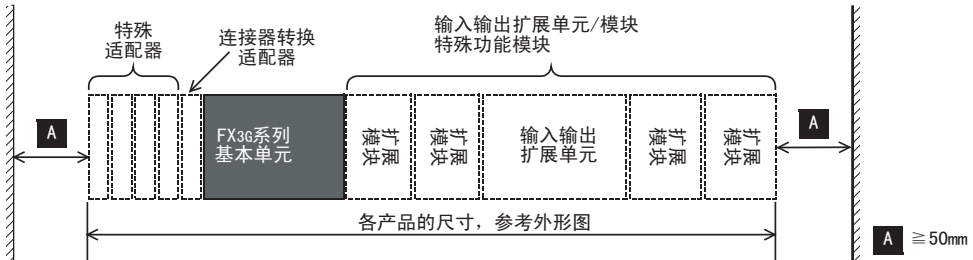 特殊
适配器
连接器转换
适配器
输入输出扩展单元/模块
特殊功能模块
A
FX3G系列
基本单元
扩展
模块
扩展
模块
输入输出
扩展单元
扩展
模块
扩展
模块
A
各产品的尺寸，参考外形图
A ≧50mm